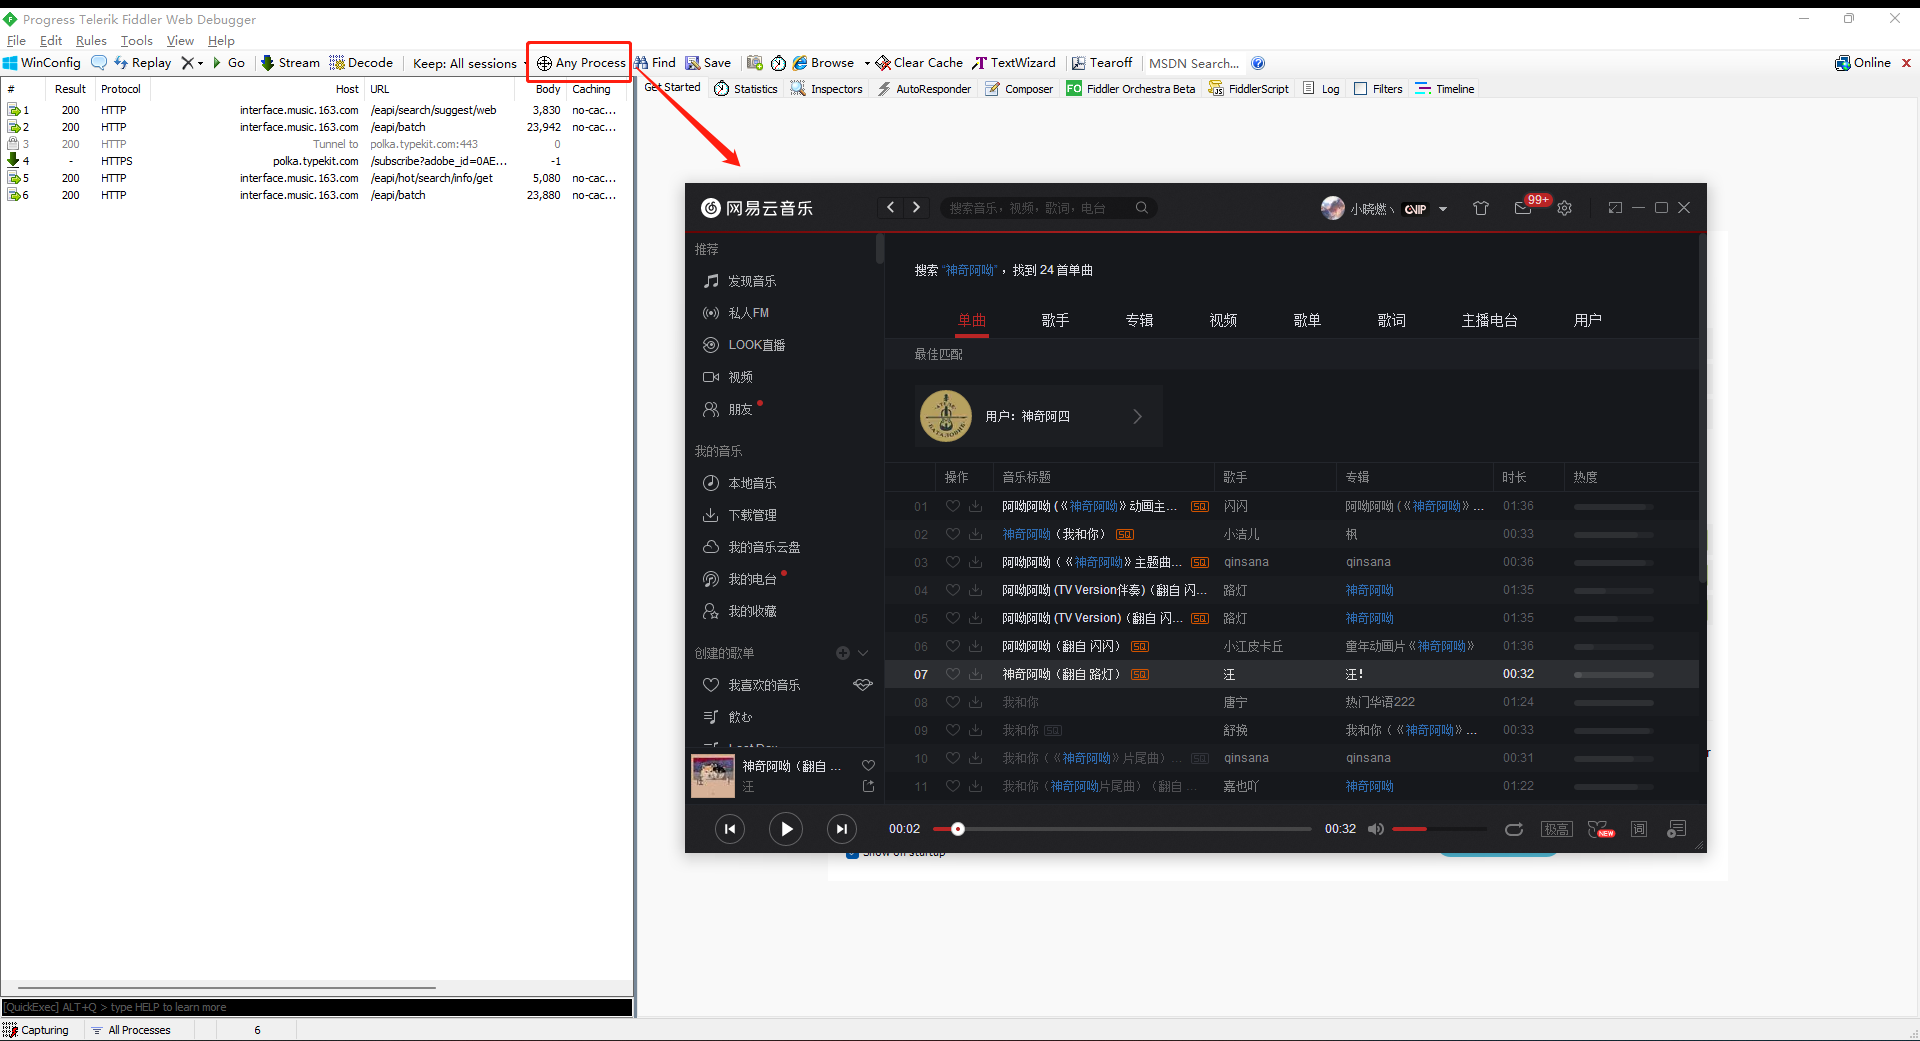 Progress Telerik Fiddler Web Debugger
File Edit Rules Tools View Help
WinConfig Replay Go Stream Decode Keep: All sessions Any Process Find Save Browse Clear Cache TextWizard Tearoff MSDN Search... Online
# Result Protocol Host URL Body Caching
1 200 HTTP interface.music.163.com /eapi/search/suggest/web 3,830 no-cac...
2 200 HTTP interface.music.163.com /eapi/batch 23,942 no-cac...
3 200 HTTP Tunnel to polka.typekit.com:443 0
4 - HTTPS polka.typekit.com /subscribe?adobe_id=0AE... -1
5 200 HTTP interface.music.163.com /eapi/hot/search/info/get 5,080 no-cac...
6 200 HTTP interface.music.163.com /eapi/batch 23,880 no-cac...
[QuickExec] ALT+Q > type HELP to learn more
Capturing All Processes 6
Get Started Statistics Inspectors AutoResponder Composer FO Fiddler Orchestra Beta FiddlerScript Log Filters Timeline
网易云音乐 搜索音乐，视频，歌词，电台 小晓燃 VIP 99+
推荐
发现音乐
私人FM
LOOK直播
视频
朋友
我的音乐
本地音乐
下载管理
我的音乐云盘
我的电台
我的收藏
创建的歌单
我喜欢的音乐
飲む
神奇阿呦（翻自 ...
汪
搜索 “神奇阿呦” ，找到 24 首单曲
单曲 歌手 专辑 视频 歌单 歌词 主播电台 用户
最佳匹配
用户：神奇阿四
操作 音乐标题 歌手 专辑 时长 热度
01 阿呦阿呦 (《神奇阿呦》动画主... SQ 闪闪 阿呦阿呦 (《神奇阿呦》... 01:36
02 神奇阿呦（我和你） SQ 小洁儿 枫 00:33
03 阿呦阿呦（《神奇阿呦》主题曲... SQ qinsana qinsana 00:36
04 阿呦阿呦 (TV Version伴奏)（翻自 闪... 路灯 神奇阿呦 01:35
05 阿呦阿呦 (TV Version)（翻自 闪... SQ 路灯 神奇阿呦 01:35
06 阿呦阿呦（翻自 闪闪） SQ 小江皮卡丘 童年动画片《神奇阿呦》 01:36
07 神奇阿呦（翻自 路灯） SQ 汪 汪！ 00:32
08 我和你 唐宁 热门华语222 01:24
09 我和你 SQ 舒挽 我和你（《神奇阿呦》... 00:33
10 我和你（《神奇阿呦》片尾曲）... SQ qinsana qinsana 00:31
11 我和你（神奇阿呦片尾曲）（翻自 ... 嘉也吖 神奇阿呦 01:22
00:02 00:32 极高 NEW 词
Show on startup